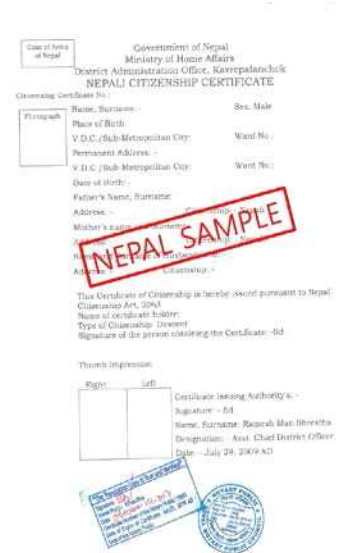 Coat of Arms
of Nepal
Government of Nepal
Ministry of Home Affairs
District Administration Office, Kavrepalanchok
NEPALI CITIZENSHIP CERTIFICATE
Citizenship Certificate No.:
Photograph
Name, Surname: -
Sex: Male
Place of Birth
V.D.C./Sub-Metropolitan City:
Ward No.:
Permanent Address: -
V.D.C./Sub-Metropolitan City:
Ward No.:
Date of Birth: -
Father's Name, Surname:
Address: -
Citizenship: - Nepali
Mother's name
Address
Citizenship: -
NEPAL SAMPLE
This Certificate of Citizenship is hereby issued pursuant to Nepal
Citizenship Act, 2063
Name of certificate holder:
Type of Citizenship: Descent
Signature of the person obtaining the Certificate: -Sd
Thumb Impression
Right
Left
Certificate Issuing Authority's: -
Signature: - Sd
Name, Surname: Ramesh Man Shrestha
Designation: - Asst. Chief District Officer
Date: - July 29, 2009 AD
NOTARY PUBLIC